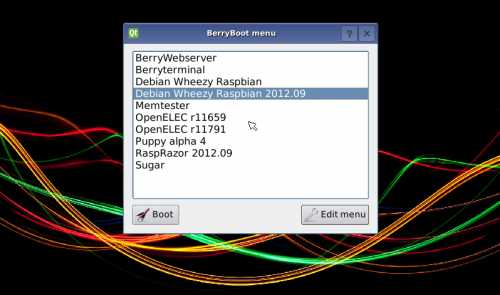 Qt BerryBoot menu ?
BerryWebserver
Berryterminal
Debian Wheezy Raspbian
Debian Wheezy Raspbian 2012.09
Memtester
OpenELEC r11659
OpenELEC r11791
Puppy alpha 4
RaspRazor 2012.09
Sugar
Boot Edit menu